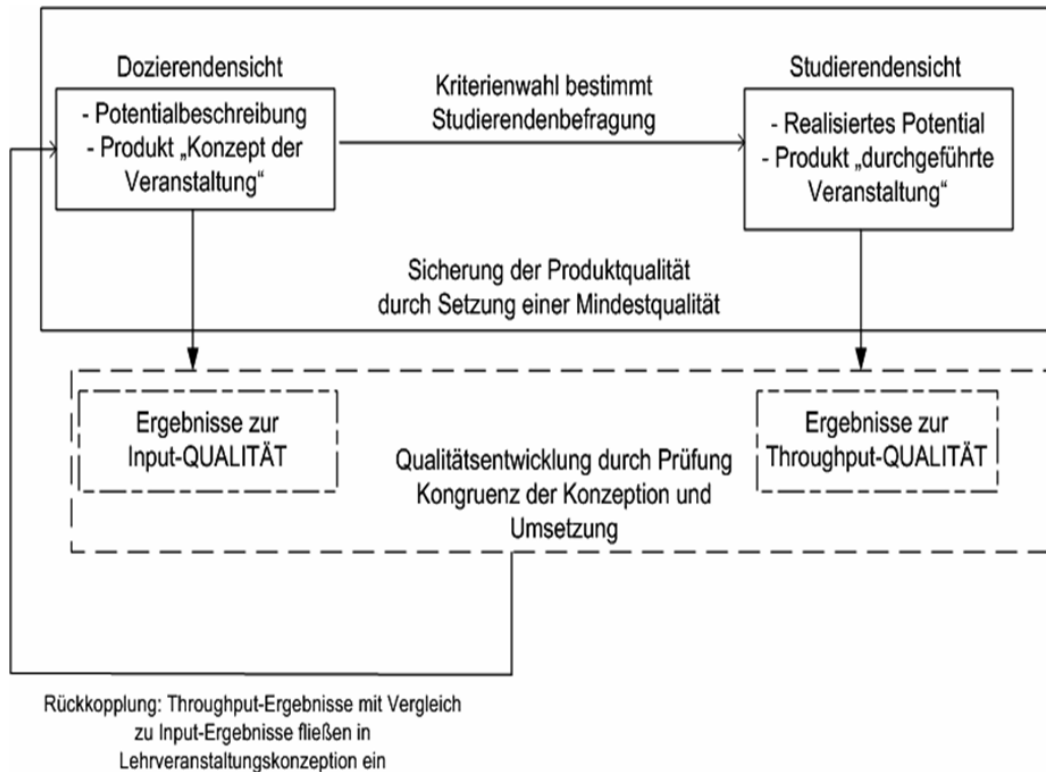 Dozierendensicht
- Potentialbeschreibung
- Produkt „Konzept der
Veranstaltung“
Kriterienwahl bestimmt
Studierendenbefragung
Studierendensicht
- Realisiertes Potential
- Produkt „durchgeführte
Veranstaltung“
Sicherung der Produktqualität
durch Setzung einer Mindestqualität
Ergebnisse zur
Input-QUALITÄT
Qualitätsentwicklung durch Prüfung
Kongruenz der Konzeption und
Umsetzung
Ergebnisse zur
Throughput-QUALITÄT
Rückkopplung: Throughput-Ergebnisse mit Vergleich
zu Input-Ergebnisse fließen in
Lehrveranstaltungskonzeption ein